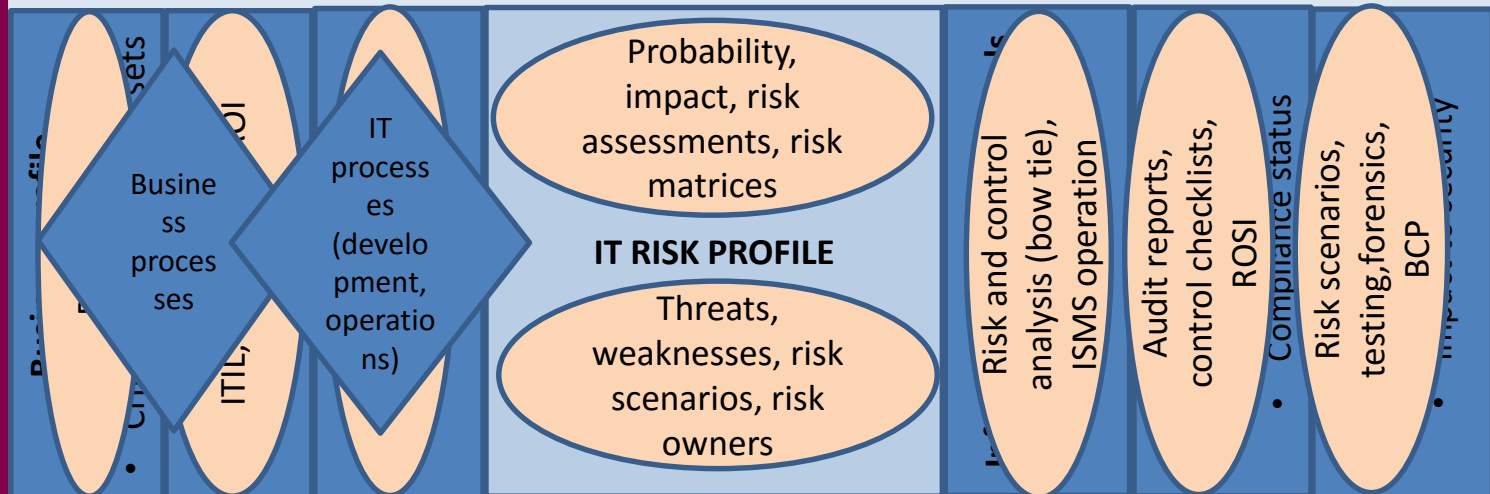 sets
Busine
ss
proces
ses
ITIL,
IT
process
es
(develo
pment,
operatio
ns)
Probability,
impact, risk
assessments, risk
matrices
IT RISK PROFILE
Threats,
weaknesses, risk
scenarios, risk
owners
Risk and control
analysis (bow tie),
ISMS operation
Audit reports,
control checklists,
ROSI
• Compliance status
Risk scenarios,
testing,forensics,
BCP